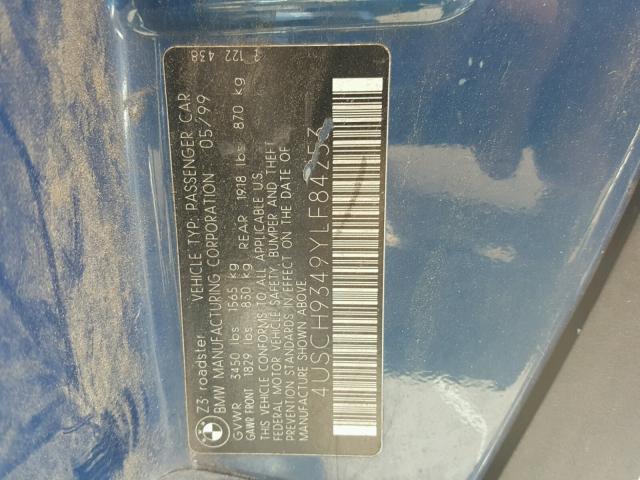 Z3 roadster VEHICLE TYP: PASSENGER CAR
BMW MANUFACTURING CORPORATION 05/99
GVWR 3450 lbs 1565 kg
GAWR FRONT 1829 lbs 830 kg REAR 1918 lbs 870 kg
THIS VEHICLE CONFORMS TO ALL APPLICABLE U.S.
FEDERAL MOTOR VEHICLE SAFETY, BUMPER AND THEFT
PREVENTION STANDARDS IN EFFECT ON THE DATE OF
MANUFACTURE SHOWN ABOVE.
4USCH9349YLF84253
122 438